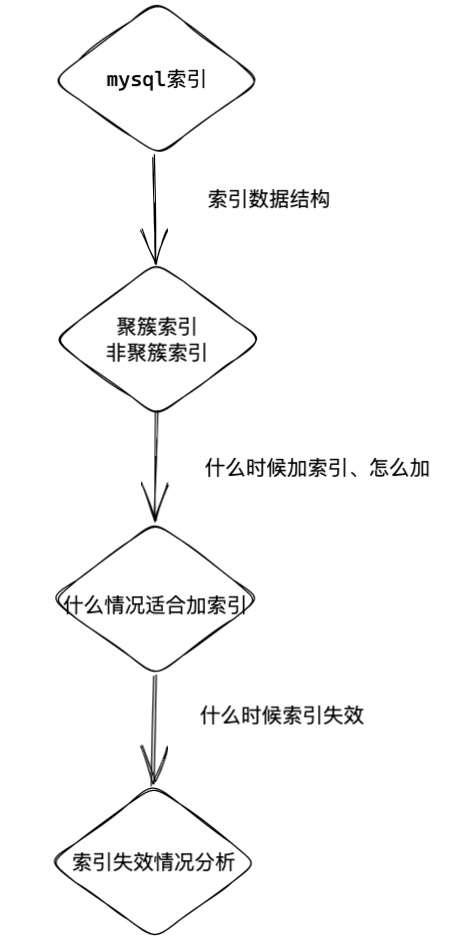 mysql索引
索引数据结构
聚簇索引
非聚簇索引
什么时候加索引、怎么加
什么情况适合加索引
什么时候索引失效
索引失效情况分析